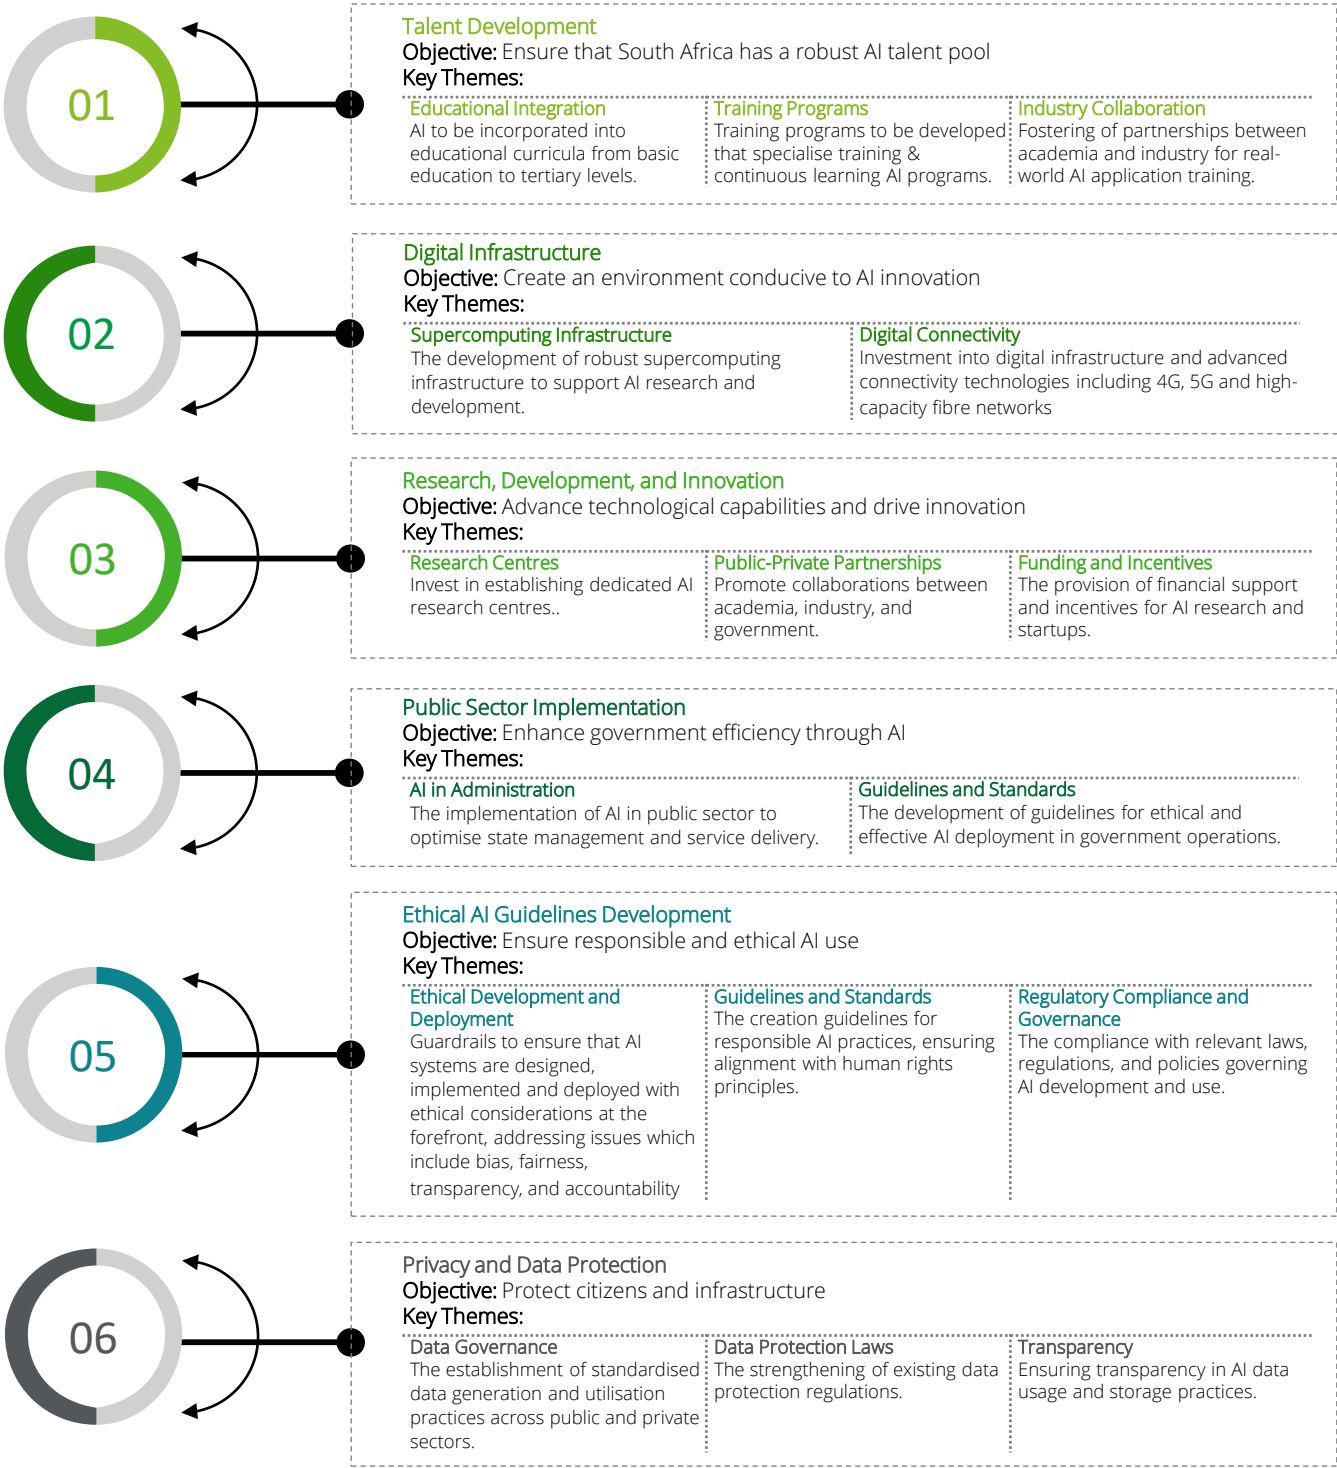 01
Talent Development
Objective: Ensure that South Africa has a robust AI talent pool
Key Themes:
Educational Integration
AI to be incorporated into
educational curricula from basic
education to tertiary levels.
Training Programs
Training programs to be developed
that specialise training &
continuous learning AI programs.
Industry Collaboration
Fostering of partnerships between
academia and industry for real-
world AI application training.
02
Digital Infrastructure
Objective: Create an environment conducive to AI innovation
Key Themes:
Supercomputing Infrastructure
The development of robust supercomputing
infrastructure to support AI research and
development.
Digital Connectivity
Investment into digital infrastructure and advanced
connectivity technologies including 4G, 5G and high-
capacity fibre networks
03
Research, Development, and Innovation
Objective: Advance technological capabilities and drive innovation
Key Themes:
Research Centres
Invest in establishing dedicated AI
research centres..
Public-Private Partnerships
Promote collaborations between
academia, industry, and
government.
Funding and Incentives
The provision of financial support
and incentives for AI research and
startups.
04
Public Sector Implementation
Objective: Enhance government efficiency through AI
Key Themes:
AI in Administration
The implementation of AI in public sector to
optimise state management and service delivery.
Guidelines and Standards
The development of guidelines for ethical and
effective AI deployment in government operations.
05
Ethical AI Guidelines Development
Objective: Ensure responsible and ethical AI use
Key Themes:
Ethical Development and
Deployment
Guardrails to ensure that AI
systems are designed,
implemented and deployed with
ethical considerations at the
forefront, addressing issues which
include bias, fairness,
transparency, and accountability
Guidelines and Standards
The creation guidelines for
responsible AI practices, ensuring
alignment with human rights
principles.
Regulatory Compliance and
Governance
The compliance with relevant laws,
regulations, and policies governing
AI development and use.
06
Privacy and Data Protection
Objective: Protect citizens and infrastructure
Key Themes:
Data Governance
The establishment of standardised
data generation and utilisation
practices across public and private
sectors.
Data Protection Laws
The strengthening of existing data
protection regulations.
Transparency
Ensuring transparency in AI data
usage and storage practices.